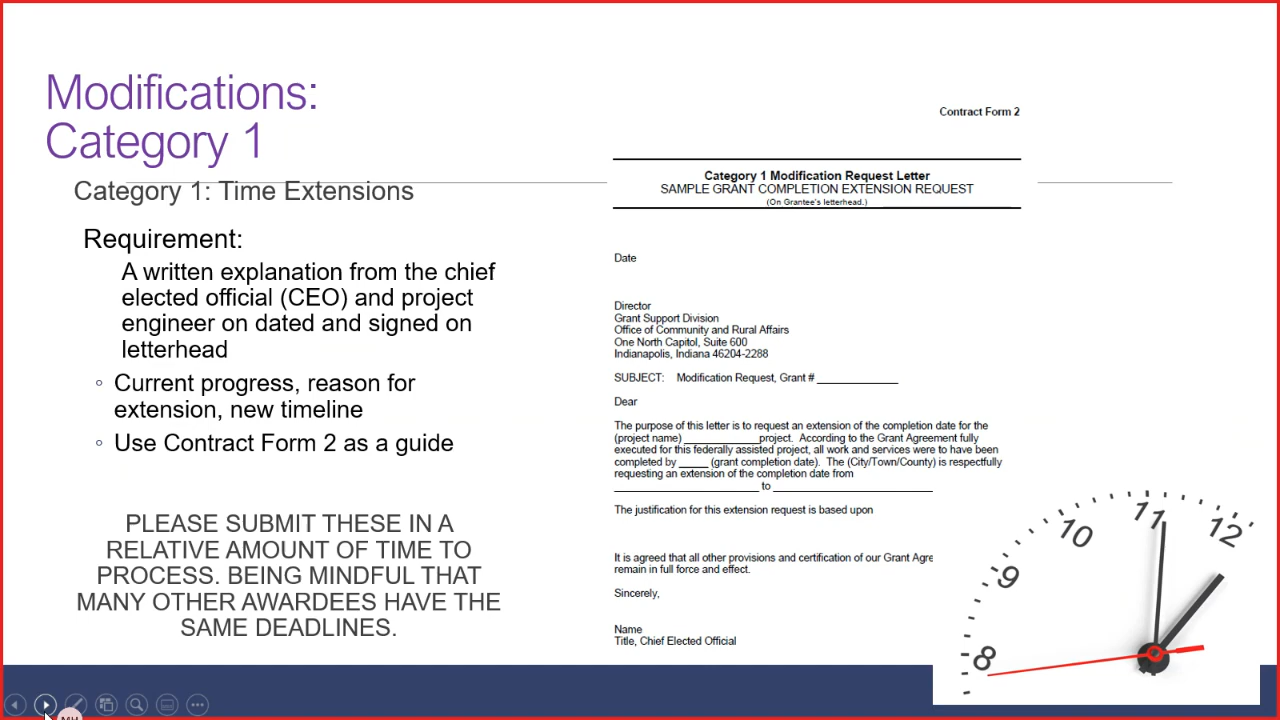 Modifications:
Category 1
Category 1: Time Extensions
Requirement:
A written explanation from the chief
elected official (CEO) and project
engineer on dated and signed on
letterhead
◦ Current progress, reason for
extension, new timeline
◦ Use Contract Form 2 as a guide
PLEASE SUBMIT THESE IN A
RELATIVE AMOUNT OF TIME TO
PROCESS. BEING MINDFUL THAT
MANY OTHER AWARDEES HAVE THE
SAME DEADLINES.
Contract Form 2
Category 1 Modification Request Letter
SAMPLE GRANT COMPLETION EXTENSION REQUEST
(On Grantee's letterhead.)
Date
Director
Grant Support Division
Office of Community and Rural Affairs
One North Capitol, Suite 600
Indianapolis, Indiana 46204-2288
SUBJECT: Modification Request, Grant # ______________
Dear
The purpose of this letter is to request an extension of the completion date for the
(project name) _____________project. According to the Grant Agreement fully
executed for this federally assisted project, all work and services were to have been
completed by _____ (grant completion date). The (City/Town/County) is respectfully
requesting an extension of the completion date from
_________________________ to ___________________________
The justification for this extension request is based upon
It is agreed that all other provisions and certification of our Grant Agre
remain in full force and effect.
Sincerely,
Name
Title, Chief Elected Official
8
9
10
11
12
MH